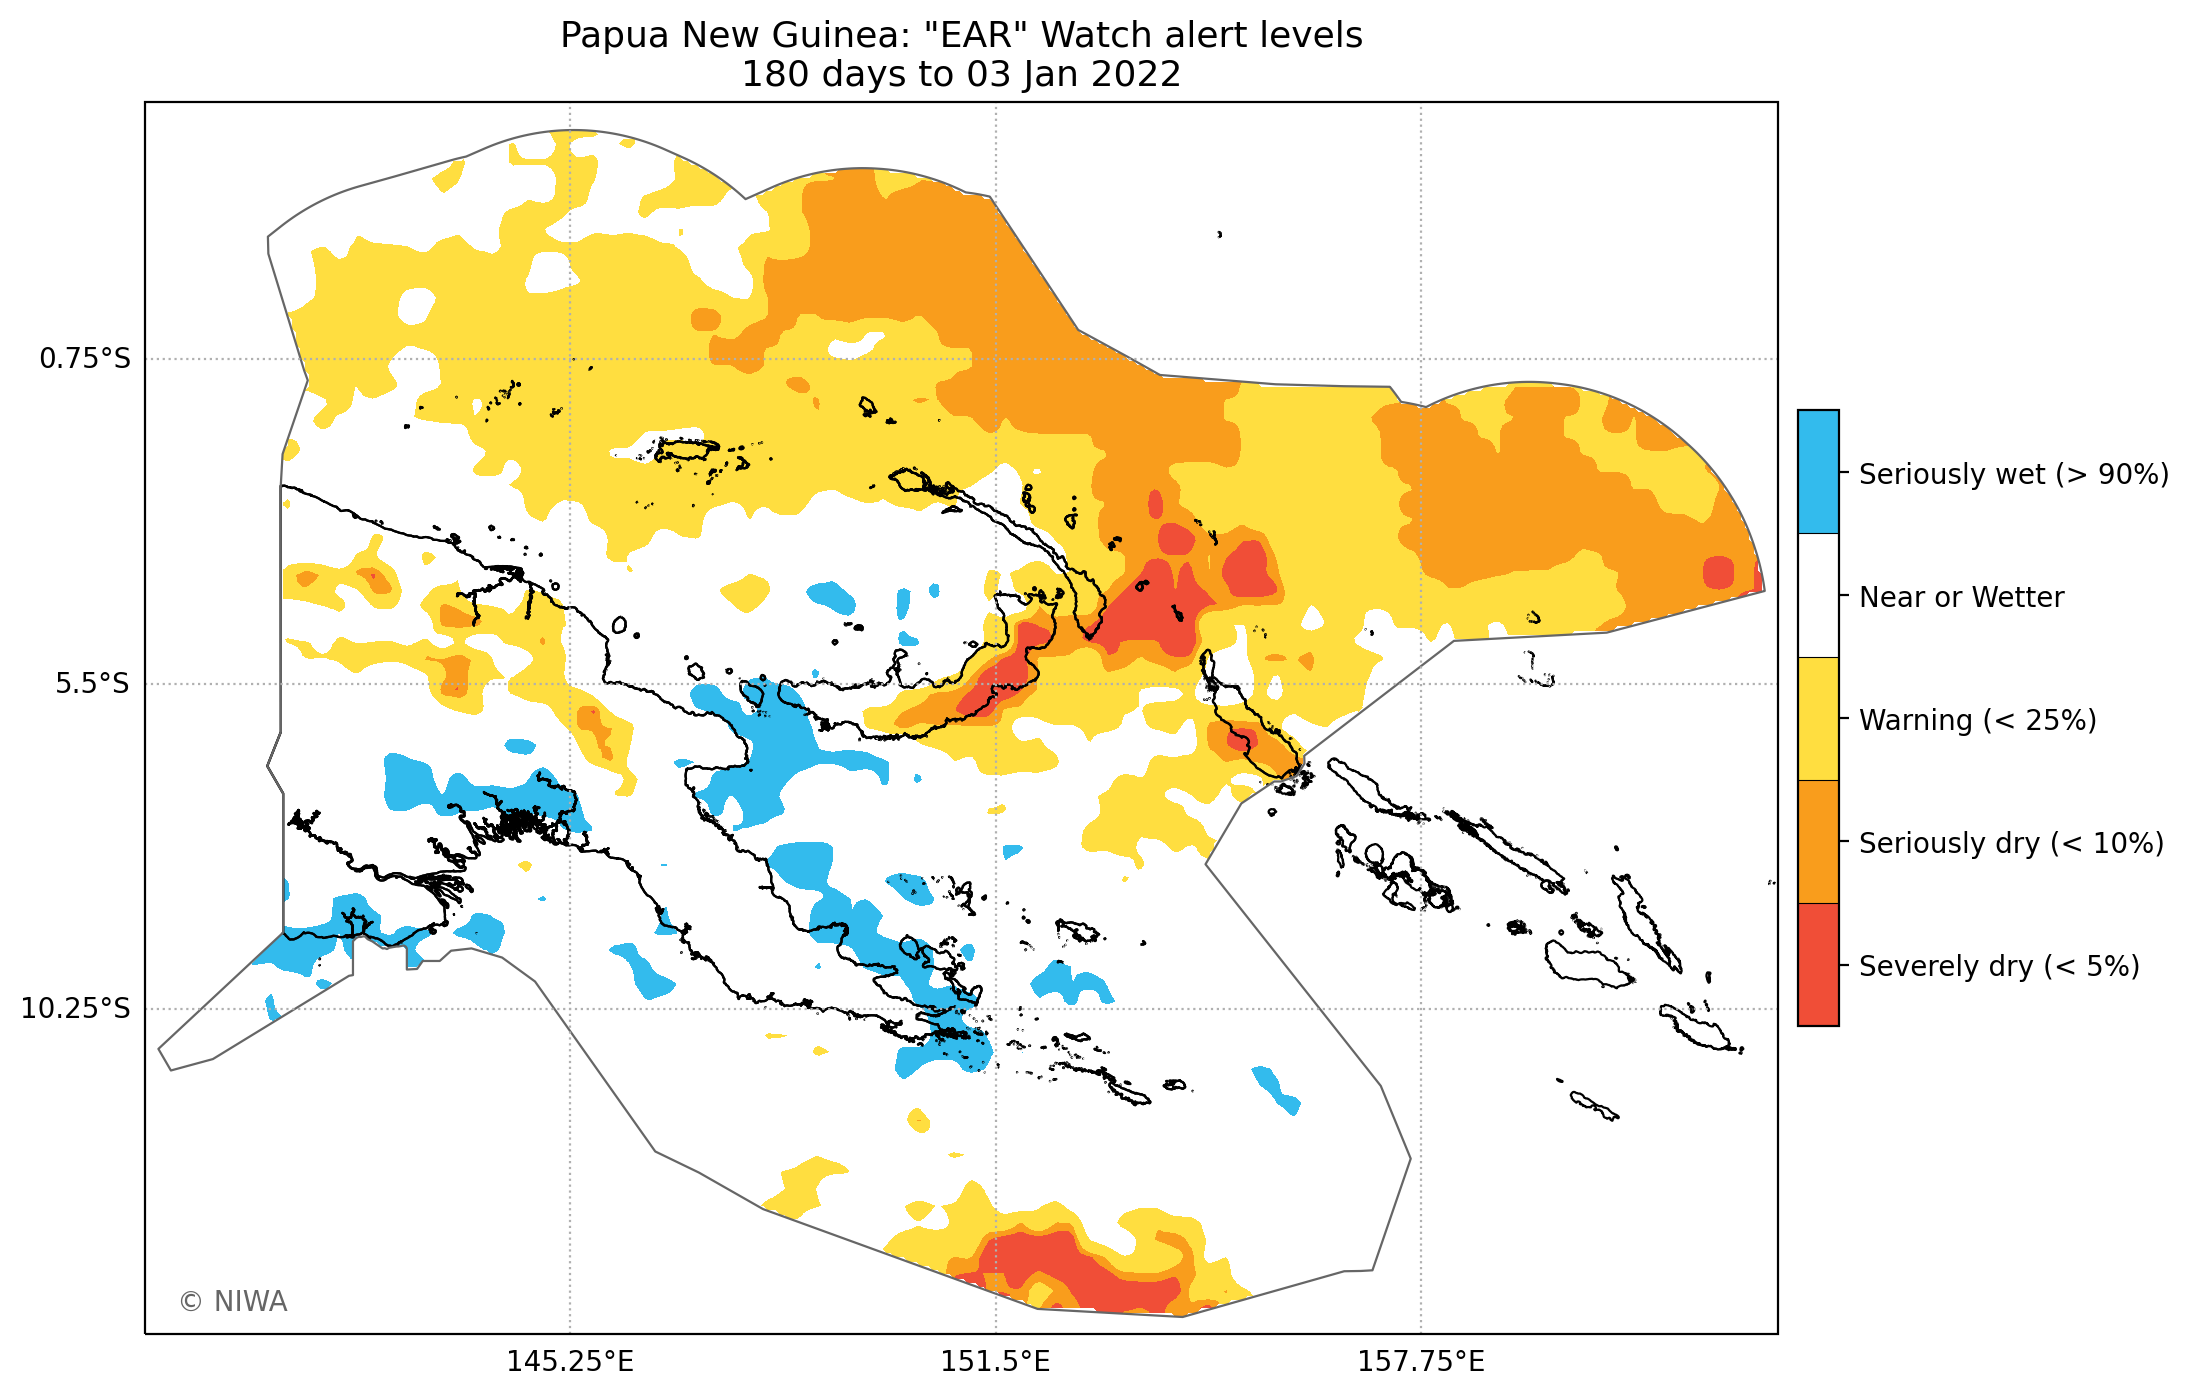 Papua New Guinea: "EAR" Watch alert levels
180 days to 03 Jan 2022
0.75°S
5.5°S
10.25°S
145.25°E
151.5°E
157.75°E
Seriously wet (> 90%)
Near or Wetter
Warning (< 25%)
Seriously dry (< 10%)
Severely dry (< 5%)
© NIWA